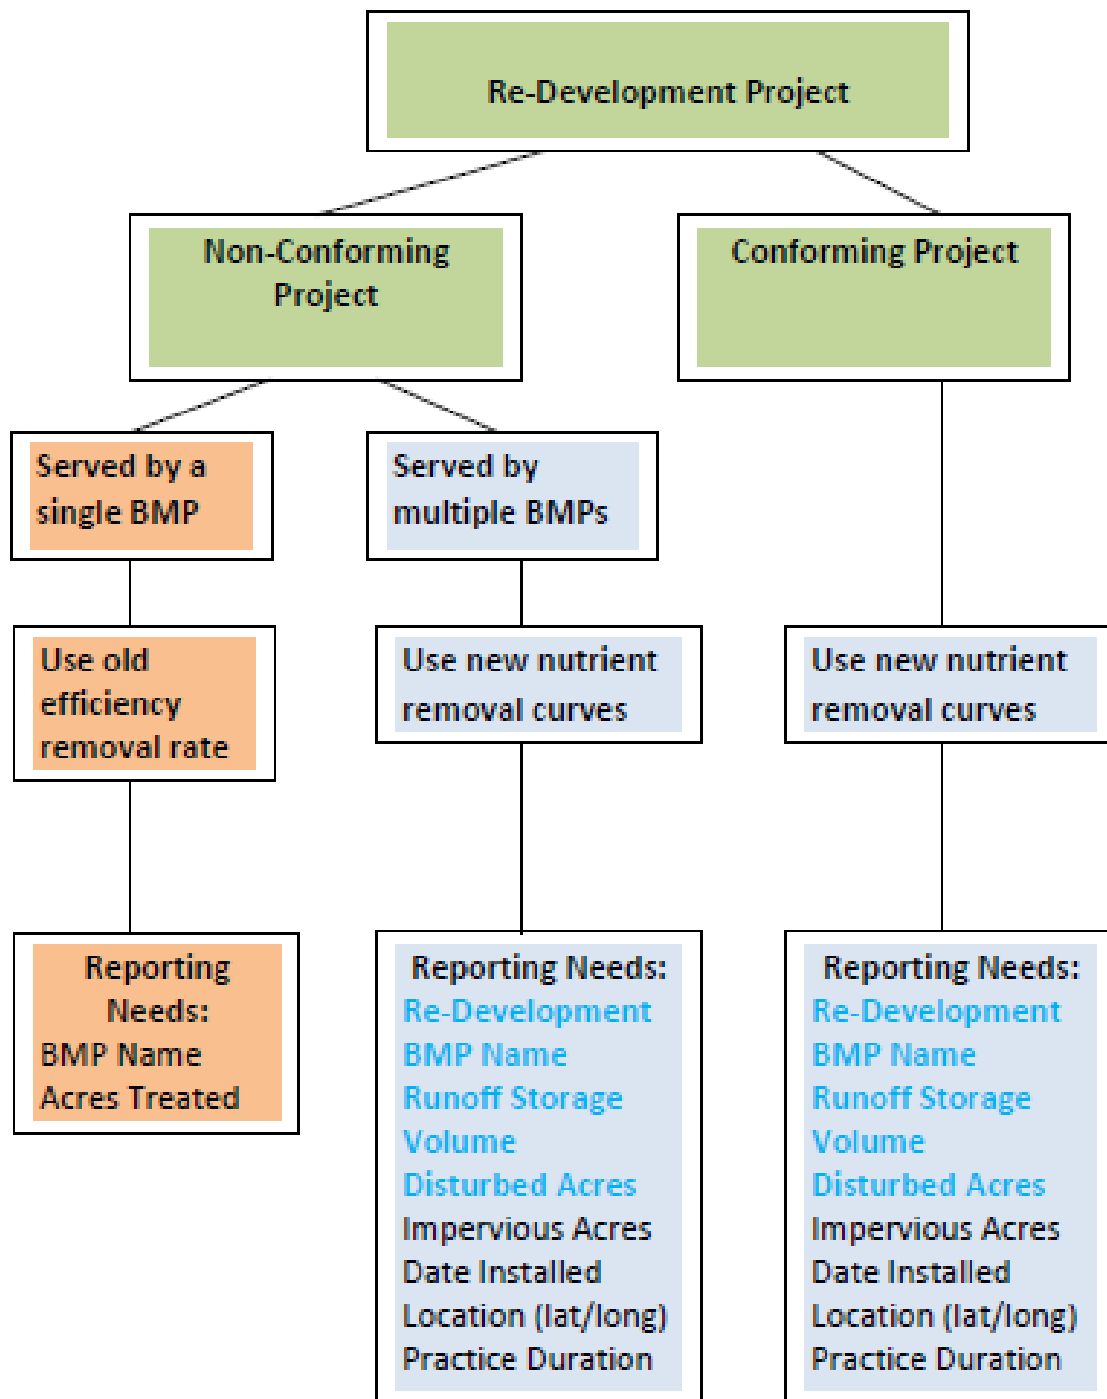 Re-Development Project
Non-Conforming
Project
Conforming Project
Served by a
single BMP
Served by
multiple BMPs
Use old
efficiency
removal rate
Use new nutrient
removal curves
Use new nutrient
removal curves
Reporting
Needs:
BMP Name
Acres Treated
Reporting Needs:
Re-Development
BMP Name
Runoff Storage
Volume
Disturbed Acres
Impervious Acres
Date Installed
Location (lat/long)
Practice Duration
Reporting Needs:
Re-Development
BMP Name
Runoff Storage
Volume
Disturbed Acres
Impervious Acres
Date Installed
Location (lat/long)
Practice Duration